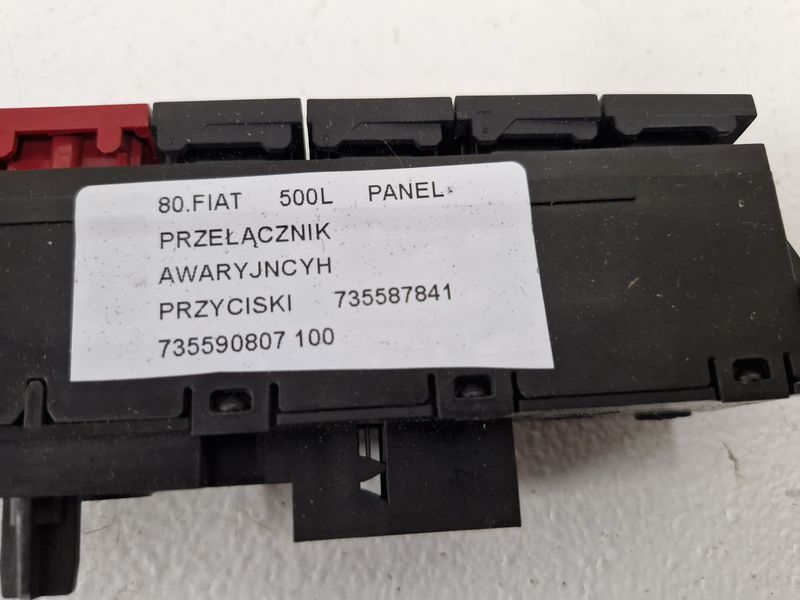 80.FIAT 500L PANEL
PRZEŁĄCZNIK
AWARYJNCYH
PRZYCISKI 735587841
735590807 100